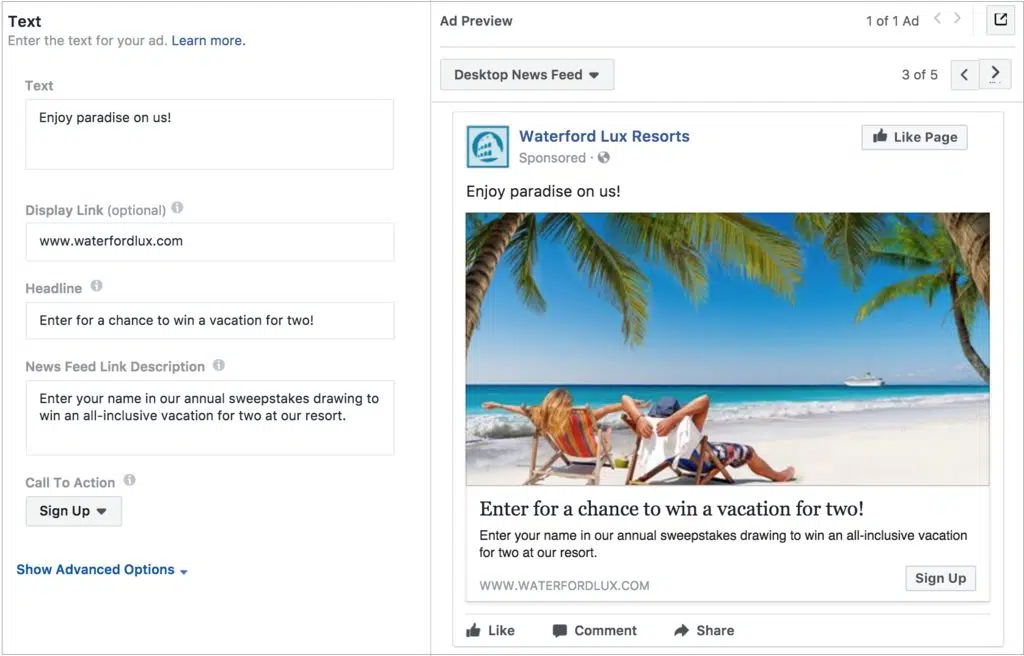 Text
Enter the text for your ad. Learn more.
Text
Enjoy paradise on us!
Display Link (optional)
www.waterfordlux.com
Headline
Enter for a chance to win a vacation for two!
News Feed Link Description
Enter your name in our annual sweepstakes drawing to
win an all-inclusive vacation for two at our resort.
Call To Action
Sign Up
Show Advanced Options
Ad Preview
1 of 1 Ad
Desktop News Feed
3 of 5
Waterford Lux Resorts
Sponsored ·
Like Page
Enjoy paradise on us!
Enter for a chance to win a vacation for two!
Enter your name in our annual sweepstakes drawing to win an all-inclusive vacation
for two at our resort.
WWW.WATERFORDLUX.COM
Sign Up
Like Comment Share